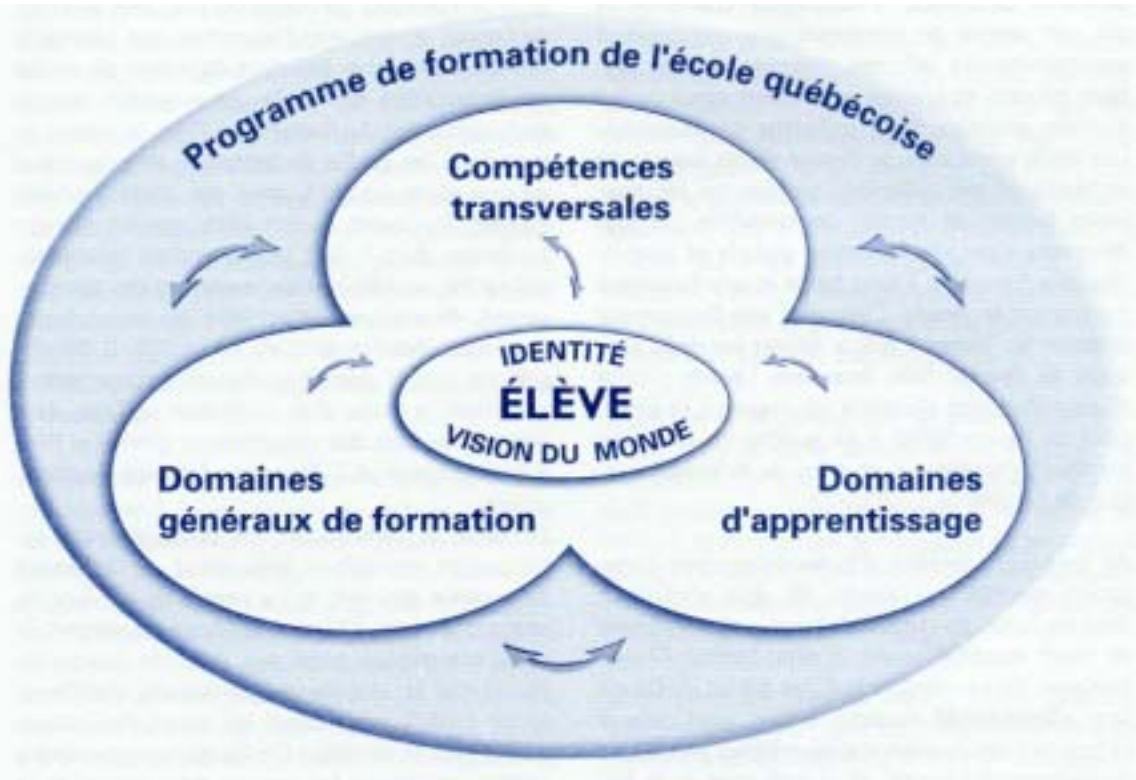 Programme de formation de l'école québécoise
Compétences
transversales
IDENTITÉ
ÉLÈVE
VISION DU MONDE
Domaines
généraux de formation
Domaines
d'apprentissage